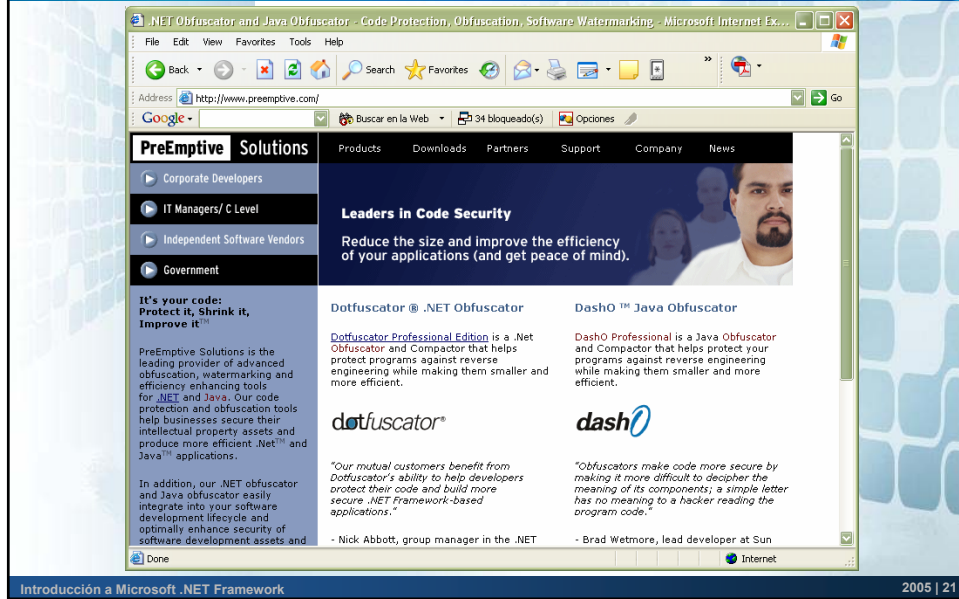 .NET Obfuscator and Java Obfuscator - Code Protection, Obfuscation, Software Watermarking - Microsoft Internet Ex...
File Edit View Favorites Tools Help
Back Search Favorites »
Address http://www.preemptive.com/ Go
Google Buscar en la Web 34 bloqueado(s) Opciones
PreEmptive Solutions
Products Downloads Partners Support Company News
Corporate Developers
IT Managers/ C Level
Independent Software Vendors
Government
Leaders in Code Security
Reduce the size and improve the efficiency
of your applications (and get peace of mind).
It's your code:
Protect it, Shrink it,
Improve it™
PreEmptive Solutions is the
leading provider of advanced
obfuscation, watermarking and
efficiency enhancing tools
for .NET and Java. Our code
protection and obfuscation tools
help businesses secure their
intellectual property assets and
produce more efficient .Net™ and
Java™ applications.
In addition, our .NET obfuscator
and Java obfuscator easily
integrate into your software
development lifecycle and
optimally enhance security of
software development assets and
Dotfuscator ® .NET Obfuscator
Dotfuscator Professional Edition is a .Net
Obfuscator and Compactor that helps
protect programs against reverse
engineering while making them smaller and
more efficient.
dotfuscator®
"Our mutual customers benefit from
Dotfuscator's ability to help developers
protect their code and build more
secure .NET Framework-based
applications."
- Nick Abbott, group manager in the .NET
DashO ™ Java Obfuscator
DashO Professional is a Java Obfuscator
and Compactor that helps protect your
programs against reverse engineering
while making them smaller and more
efficient.
dashO
"Obfuscators make code more secure by
making it more difficult to decipher the
meaning of its components; a simple letter
has no meaning to a hacker reading the
program code."
- Brad Wetmore, lead developer at Sun
Done Internet
Introducción a Microsoft .NET Framework 2005 | 21